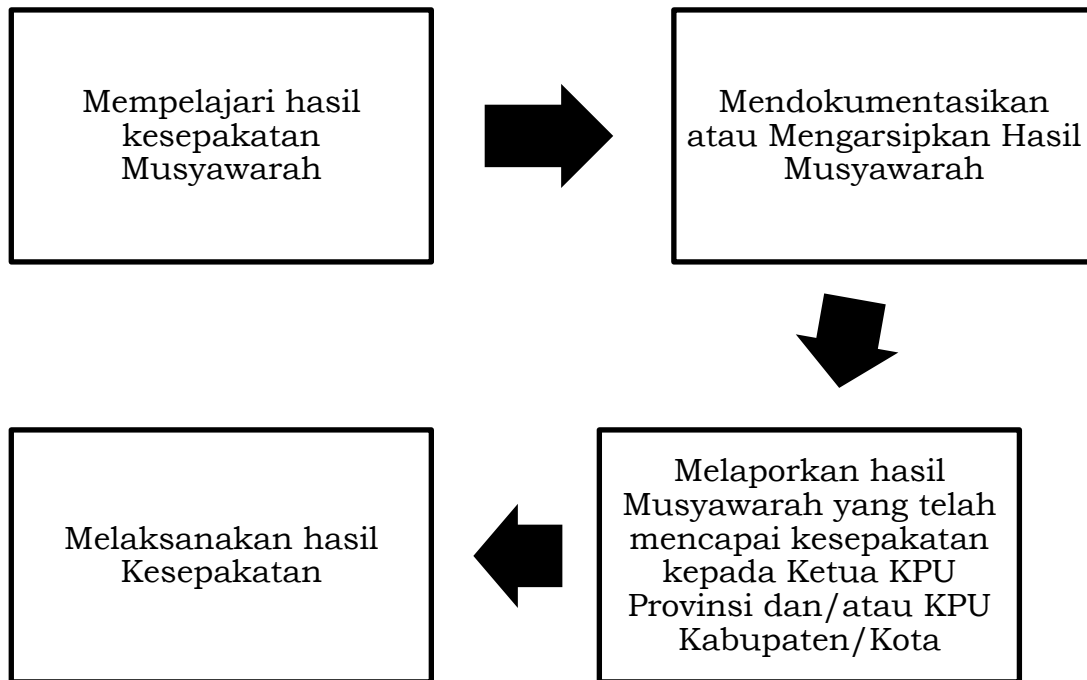 Mempelajari hasil
kesepakatan
Musyawarah
Mendokumentasikan
atau Mengarsipkan Hasil
Musyawarah
Melaporkan hasil
Musyawarah yang telah
mencapai kesepakatan
kepada Ketua KPU
Provinsi dan/atau KPU
Kabupaten/Kota
Melaksanakan hasil
Kesepakatan